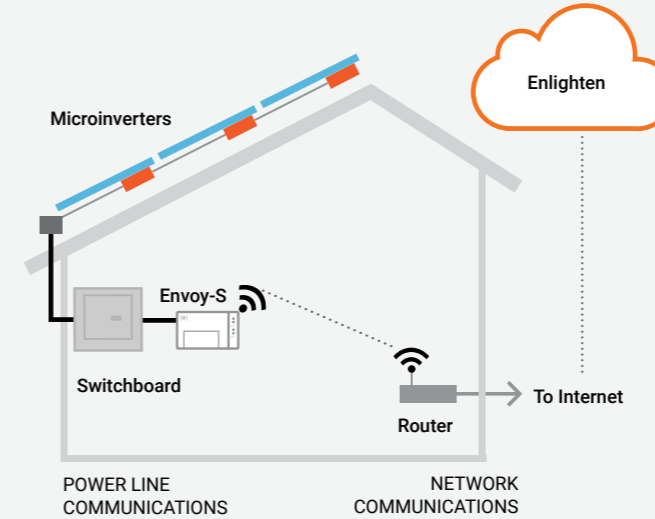 Enlighten
Microinverters
Envoy-S
Switchboard
To Internet
Router
POWER LINE
COMMUNICATIONS
NETWORK
COMMUNICATIONS